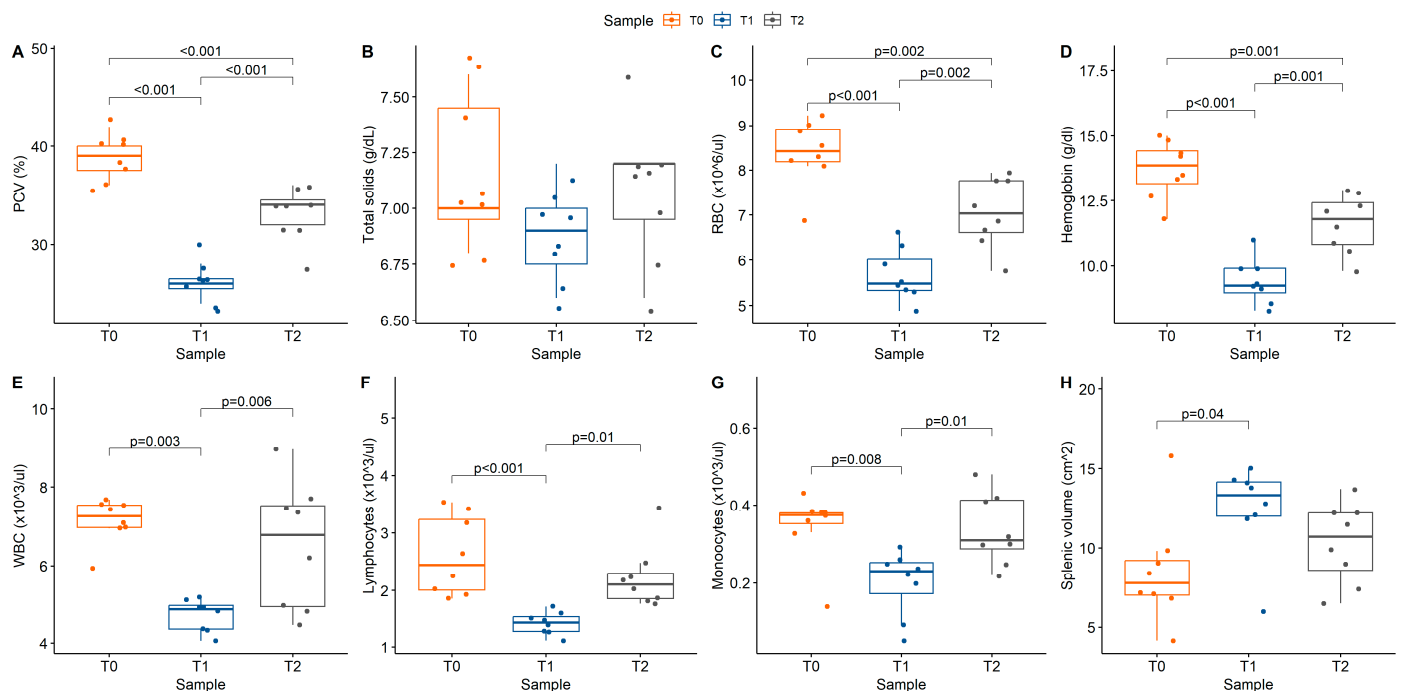 Sample T0 T1 T2
A
PCV (%)
50
40
30
<0.001
<0.001
<0.001
T0 T1 T2
Sample
B
Total solids (g/dL)
7.50
7.25
7.00
6.75
6.50
T0 T1 T2
Sample
C
RBC (x10^6/ul)
10
9
8
7
6
5
p=0.002
p=0.002
p<0.001
T0 T1 T2
Sample
D
Hemoglobin (g/dl)
17.5
15.0
12.5
10.0
p=0.001
p=0.001
p<0.001
T0 T1 T2
Sample
E
WBC (x10^3/ul)
10
8
6
4
p=0.006
p=0.003
T0 T1 T2
Sample
F
Lymphocytes (x10^3/ul)
5
4
3
2
1
p=0.01
p<0.001
T0 T1 T2
Sample
G
Monoocytes (x10^3/ul)
0.6
0.4
0.2
p=0.01
p=0.008
T0 T1 T2
Sample
H
Splenic volume (cm^2)
20
15
10
5
p=0.04
T0 T1 T2
Sample